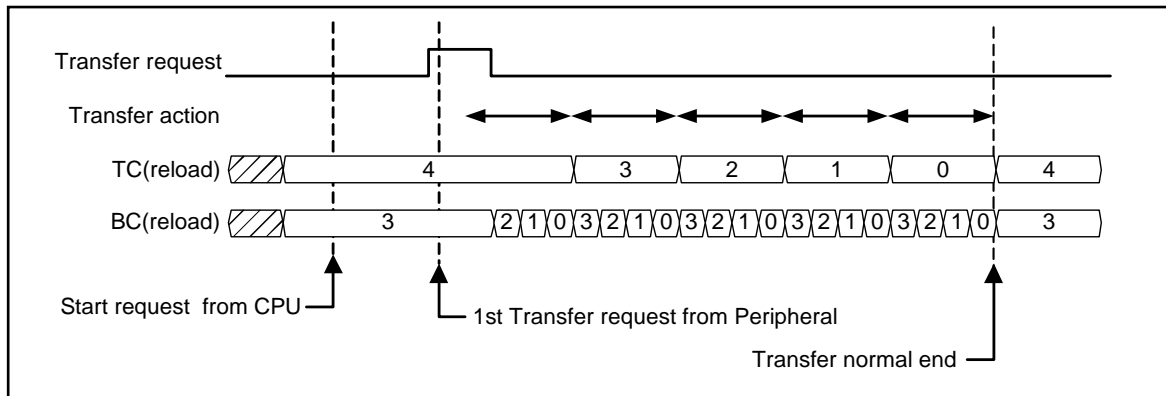 Transfer request
Transfer action
TC(reload) 4 3 2 1 0 4
BC(reload) 3 2 1 0 3 2 1 0 3 2 1 0 3 2 1 0 3 2 1 0 3
Start request from CPU
1st Transfer request from Peripheral
Transfer normal end